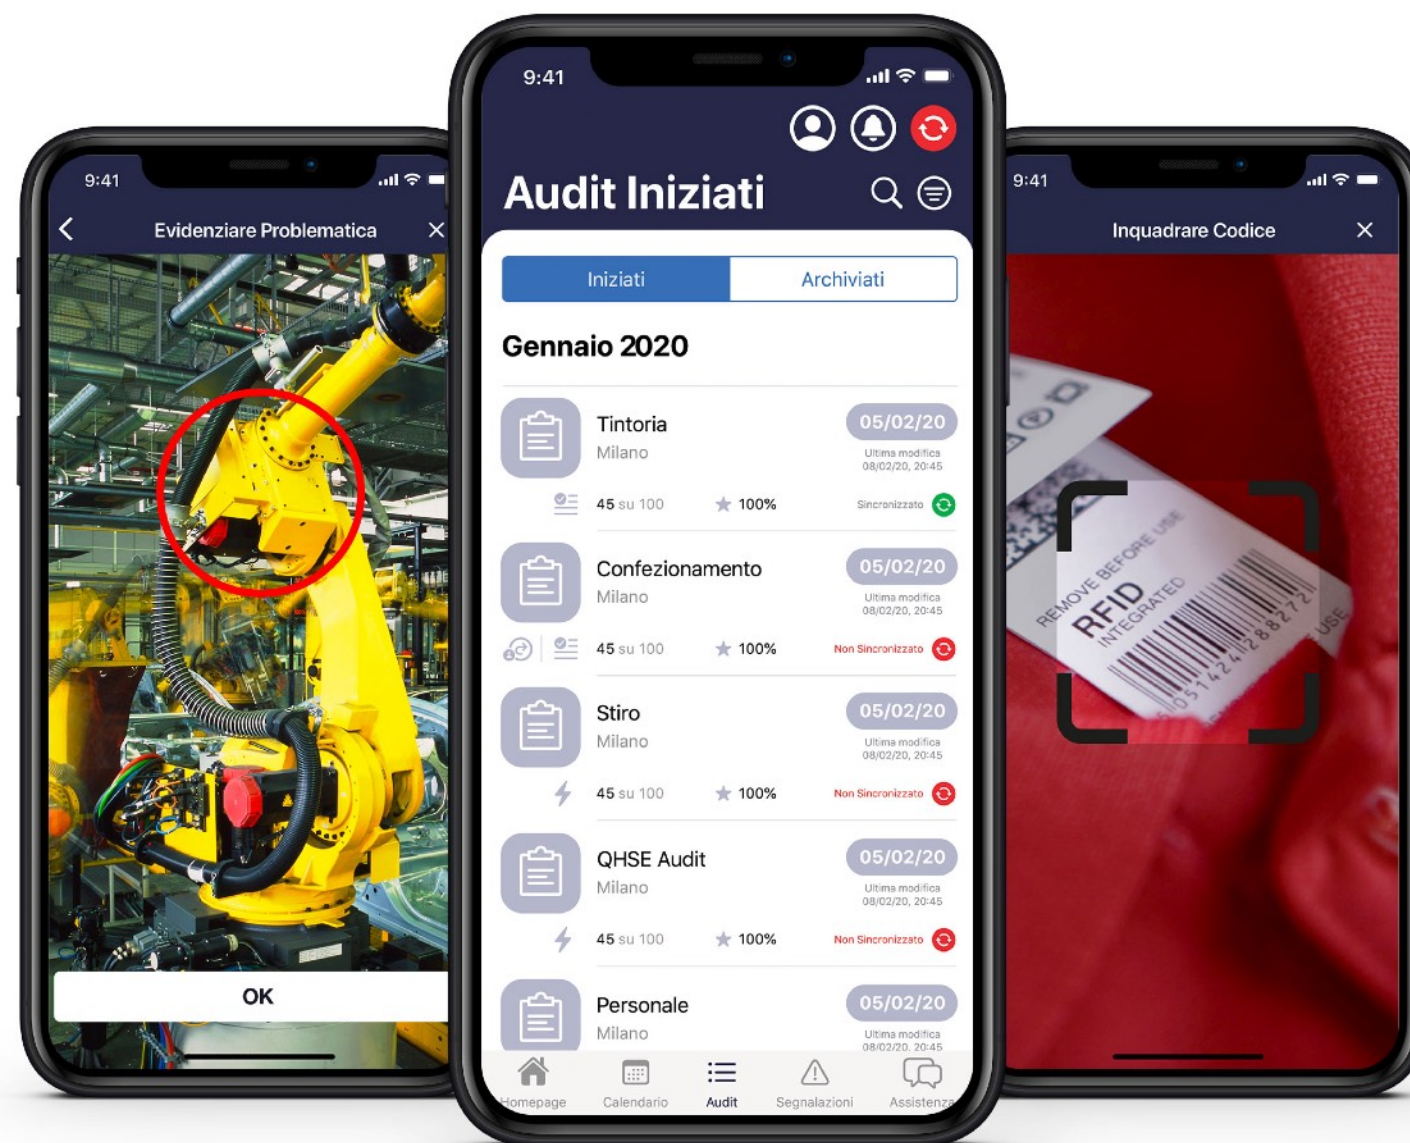 9:41
Evidenziare Problematica
OK
9:41
Audit Iniziati
Iniziati
Archiviati
Gennaio 2020
Tintoria
05/02/20
Milano
Ultima modifica
08/02/20, 20:45
45 su 100
100%
Sincronizzato
Confezionamento
05/02/20
Milano
Ultima modifica
08/02/20, 20:45
45 su 100
100%
Non Sincronizzato
Stiro
05/02/20
Milano
Ultima modifica
08/02/20, 20:45
45 su 100
100%
Non Sincronizzato
QHSE Audit
05/02/20
Milano
Ultima modifica
08/02/20, 20:45
45 su 100
100%
Non Sincronizzato
Personale
05/02/20
Milano
Ultima modifica
08/02/20, 20:45
Homepage
Calendario
Audit
Segnalazioni
Assistenza
9:41
Inquadrare Codice
REMOVE BEFORE USE
RFID
INTEGRATED
051424288272
USE